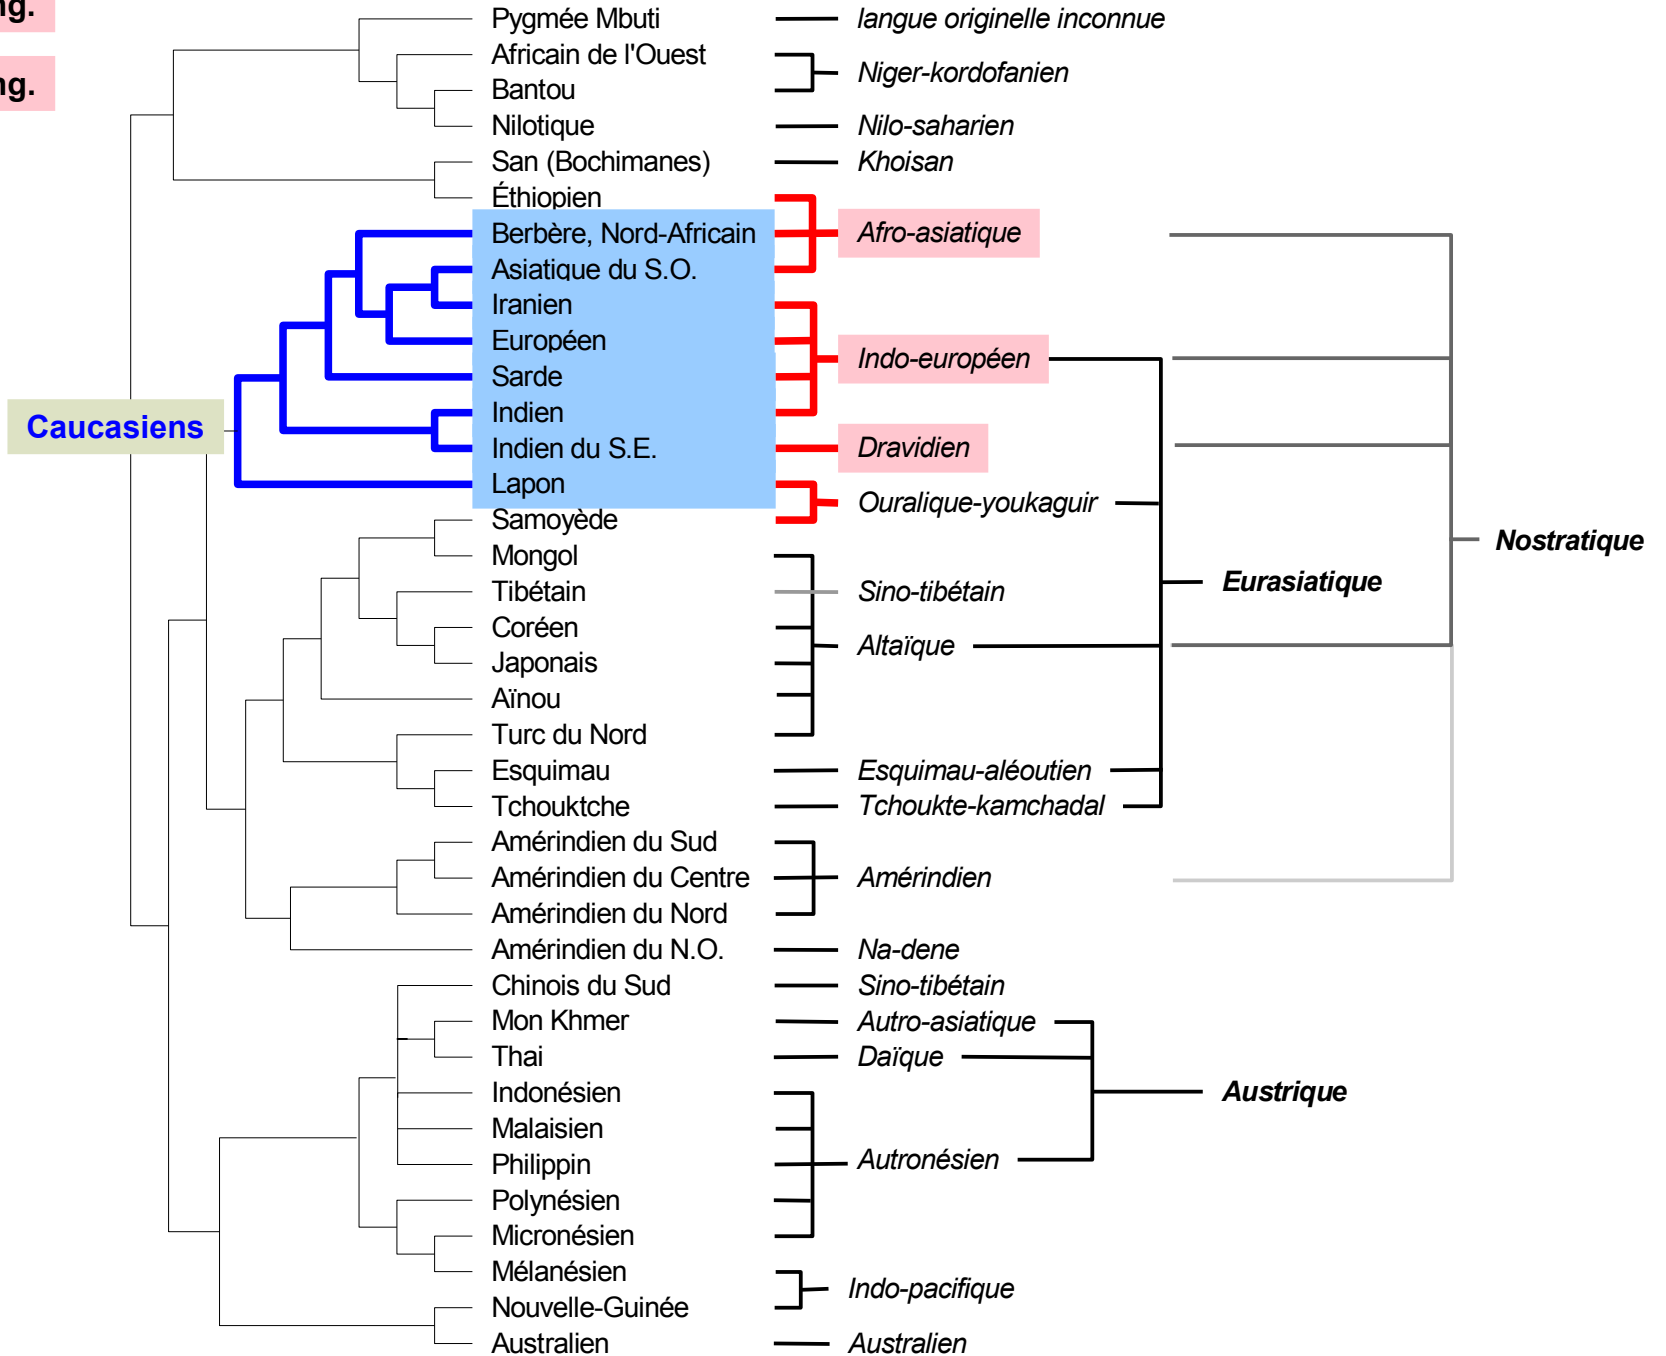 ng.
ng.
Pygmée Mbuti langue originelle inconnue
Africain de l'Ouest
Niger-kordofanien
Bantou
Nilotique Nilo-saharien
San (Bochimanes) Khoisan
Éthiopien
Berbère, Nord-Africain Afro-asiatique
Asiatique du S.O.
Iranien
Européen
Indo-européen
Sarde
Indien
Caucasiens
Indien du S.E. Dravidien
Lapon
Ouralique-youkaguir
Samoyède
Nostratique
Mongol
Eurasiatique
Tibétain Sino-tibétain
Coréen
Altaïque
Japonais
Aïnou
Turc du Nord
Esquimau Esquimau-aléoutien
Tchouktche Tchoukte-kamchadal
Amérindien du Sud
Amérindien du Centre Amérindien
Amérindien du Nord
Amérindien du N.O. Na-dene
Chinois du Sud Sino-tibétain
Mon Khmer Autro-asiatique
Thai Daïque
Indonésien Austrique
Malaisien
Philippin Autronésien
Polynésien
Micronésien
Mélanésien
Indo-pacifique
Nouvelle-Guinée
Australien Australien